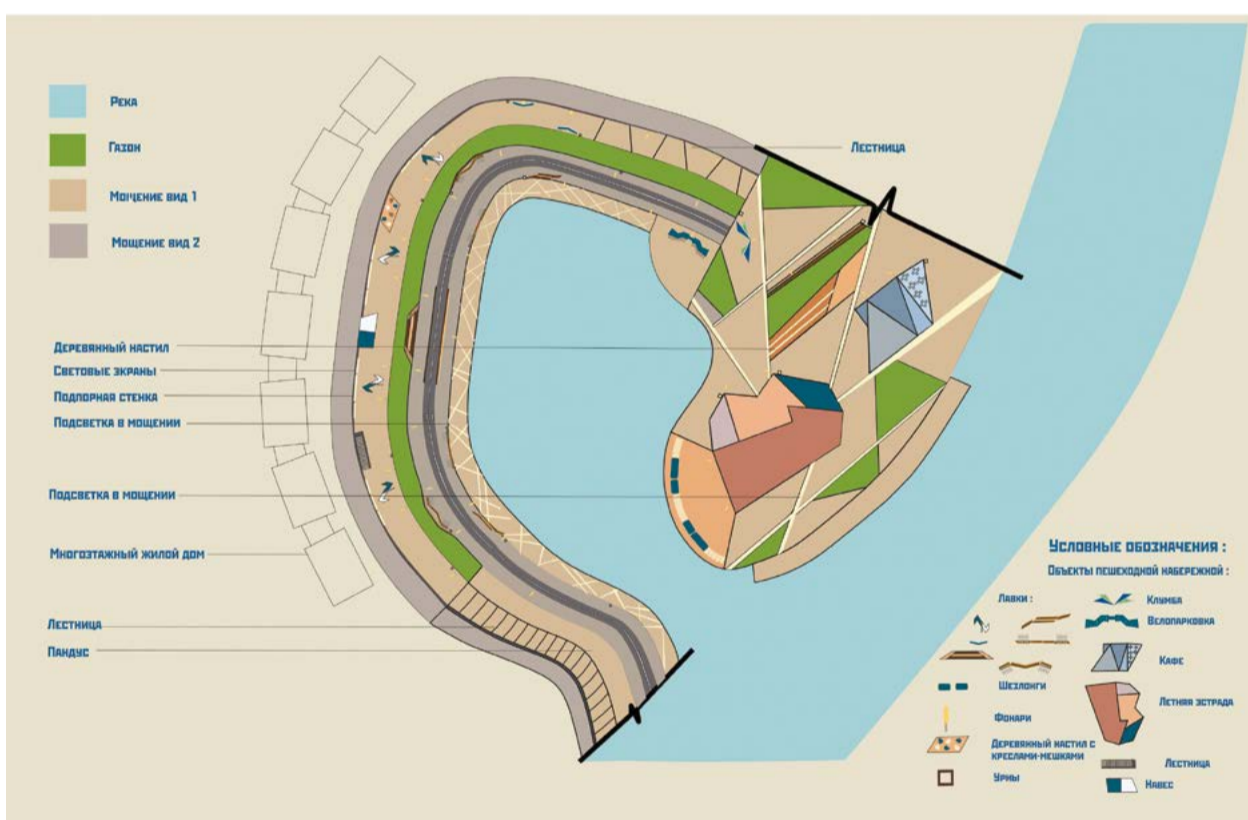 Река
Газон
Мощение вид 1
Мощение вид 2
Лестница
Деревянный настил
Световые экраны
Подпорная стенка
Подсветка в мощении
Подсветка в мощении
Многоэтажный жилой дом
Лестница
Пандус
Условные обозначения :
Объекты пешеходной набережной :
Лавки :
Клумба
Велопарковка
Кафе
Шезлонги
Летняя эстрада
Фонари
Деревянный настил с
креслами-мешками
Лестница
Урны
Навес